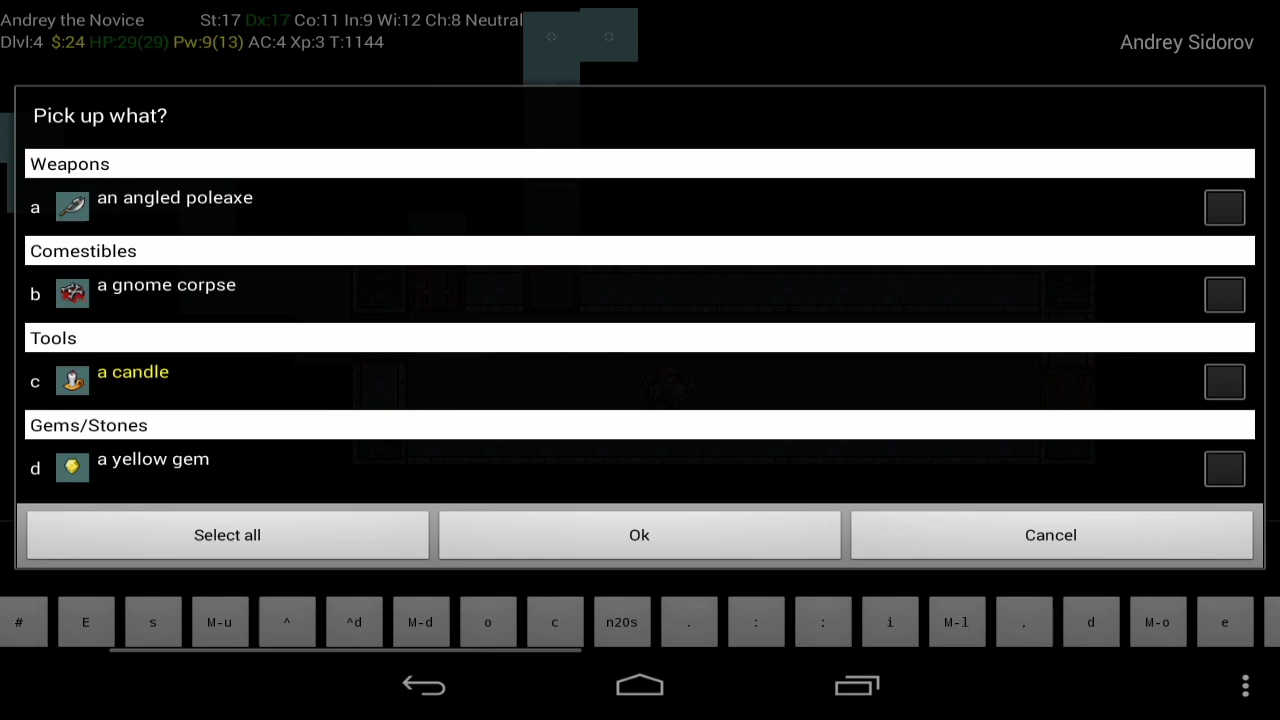 Andrey the Novice St:17 Dx:17 Co:11 In:9 Wi:12 Ch:8 Neutral
Dlvl:4 $:24 HP:29(29) Pw:9(13) AC:4 Xp:3 T:1144
Andrey Sidorov
Pick up what?
Weapons
a an angled poleaxe
Comestibles
b a gnome corpse
Tools
c a candle
Gems/Stones
d a yellow gem
Select all Ok Cancel
# E s M-u ^ ^d M-d o c n20s . : ; i M-l , d M-o e